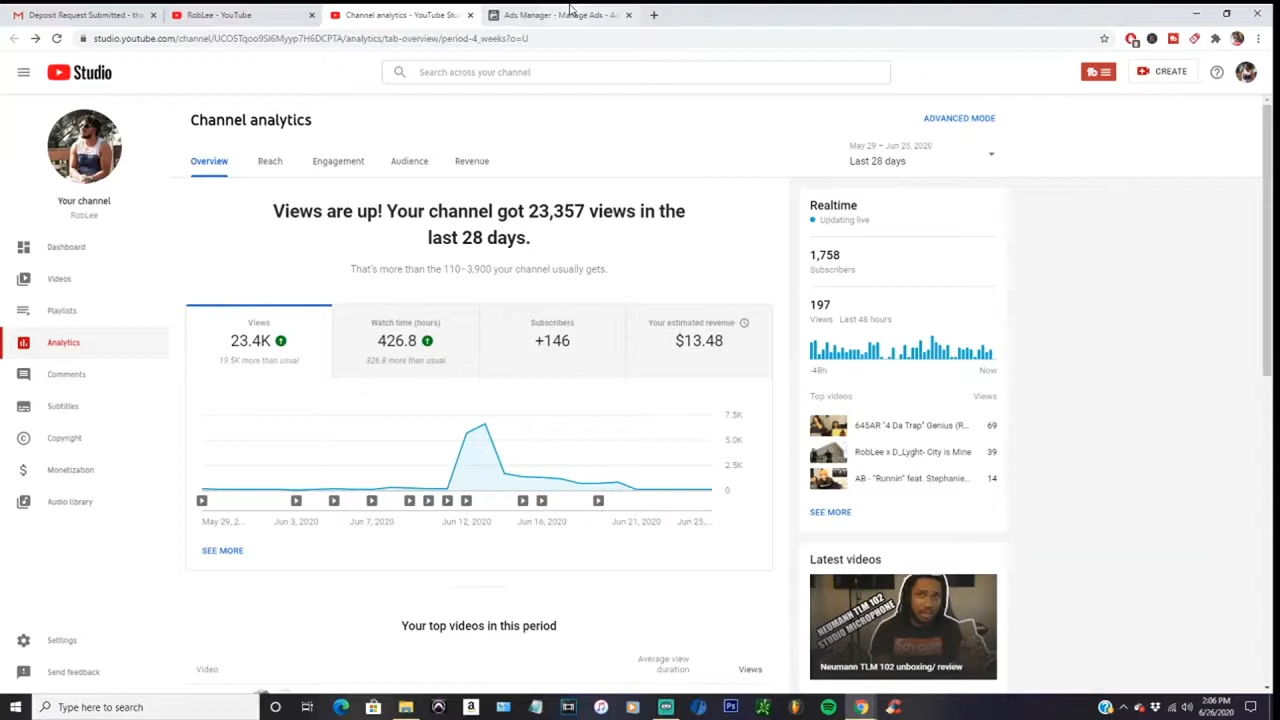 Deposit Request Submitted - th
RobLee - YouTube
Channel analytics - YouTube Stu
Ads Manager - Manage Ads - Ad
studio.youtube.com/channel/UCO5Tqoo9SI6Myyp7H6DCPTA/analytics/tab-overview/period-4_weeks?o=U
Studio
Search across your channel
CREATE
Channel analytics
ADVANCED MODE
May 29 – Jun 25, 2020
Last 28 days
Overview
Reach
Engagement
Audience
Revenue
Your channel
RobLee
Dashboard
Videos
Playlists
Analytics
Comments
Subtitles
Copyright
Monetization
Audio library
Settings
Send feedback
Views are up! Your channel got 23,357 views in the
last 28 days.
That's more than the 110–3,900 your channel usually gets.
Views
23.4K
19.5K more than usual
Watch time (hours)
426.8
326.8 more than usual
Subscribers
+146
Your estimated revenue
$13.48
7.5K
5.0K
2.5K
0
May 29, 2...
Jun 3, 2020
Jun 7, 2020
Jun 12, 2020
Jun 16, 2020
Jun 21, 2020
Jun 25,...
SEE MORE
Your top videos in this period
Video
Average view
duration
Views
Realtime
Updating live
1,758
Subscribers
197
Views · Last 48 hours
-48h
Now
Top videos
Views
645AR "4 Da Trap" Genius (R...
69
RobLee x D_Lyght- City is Mine
39
AB - "Runnin" feat. Stephanie...
14
SEE MORE
Latest videos
NEUMANN TLM 102
STUDIO MICROPHONE
Neumann TLM 102 unboxing/ review
Type here to search
2:06 PM
6/26/2020